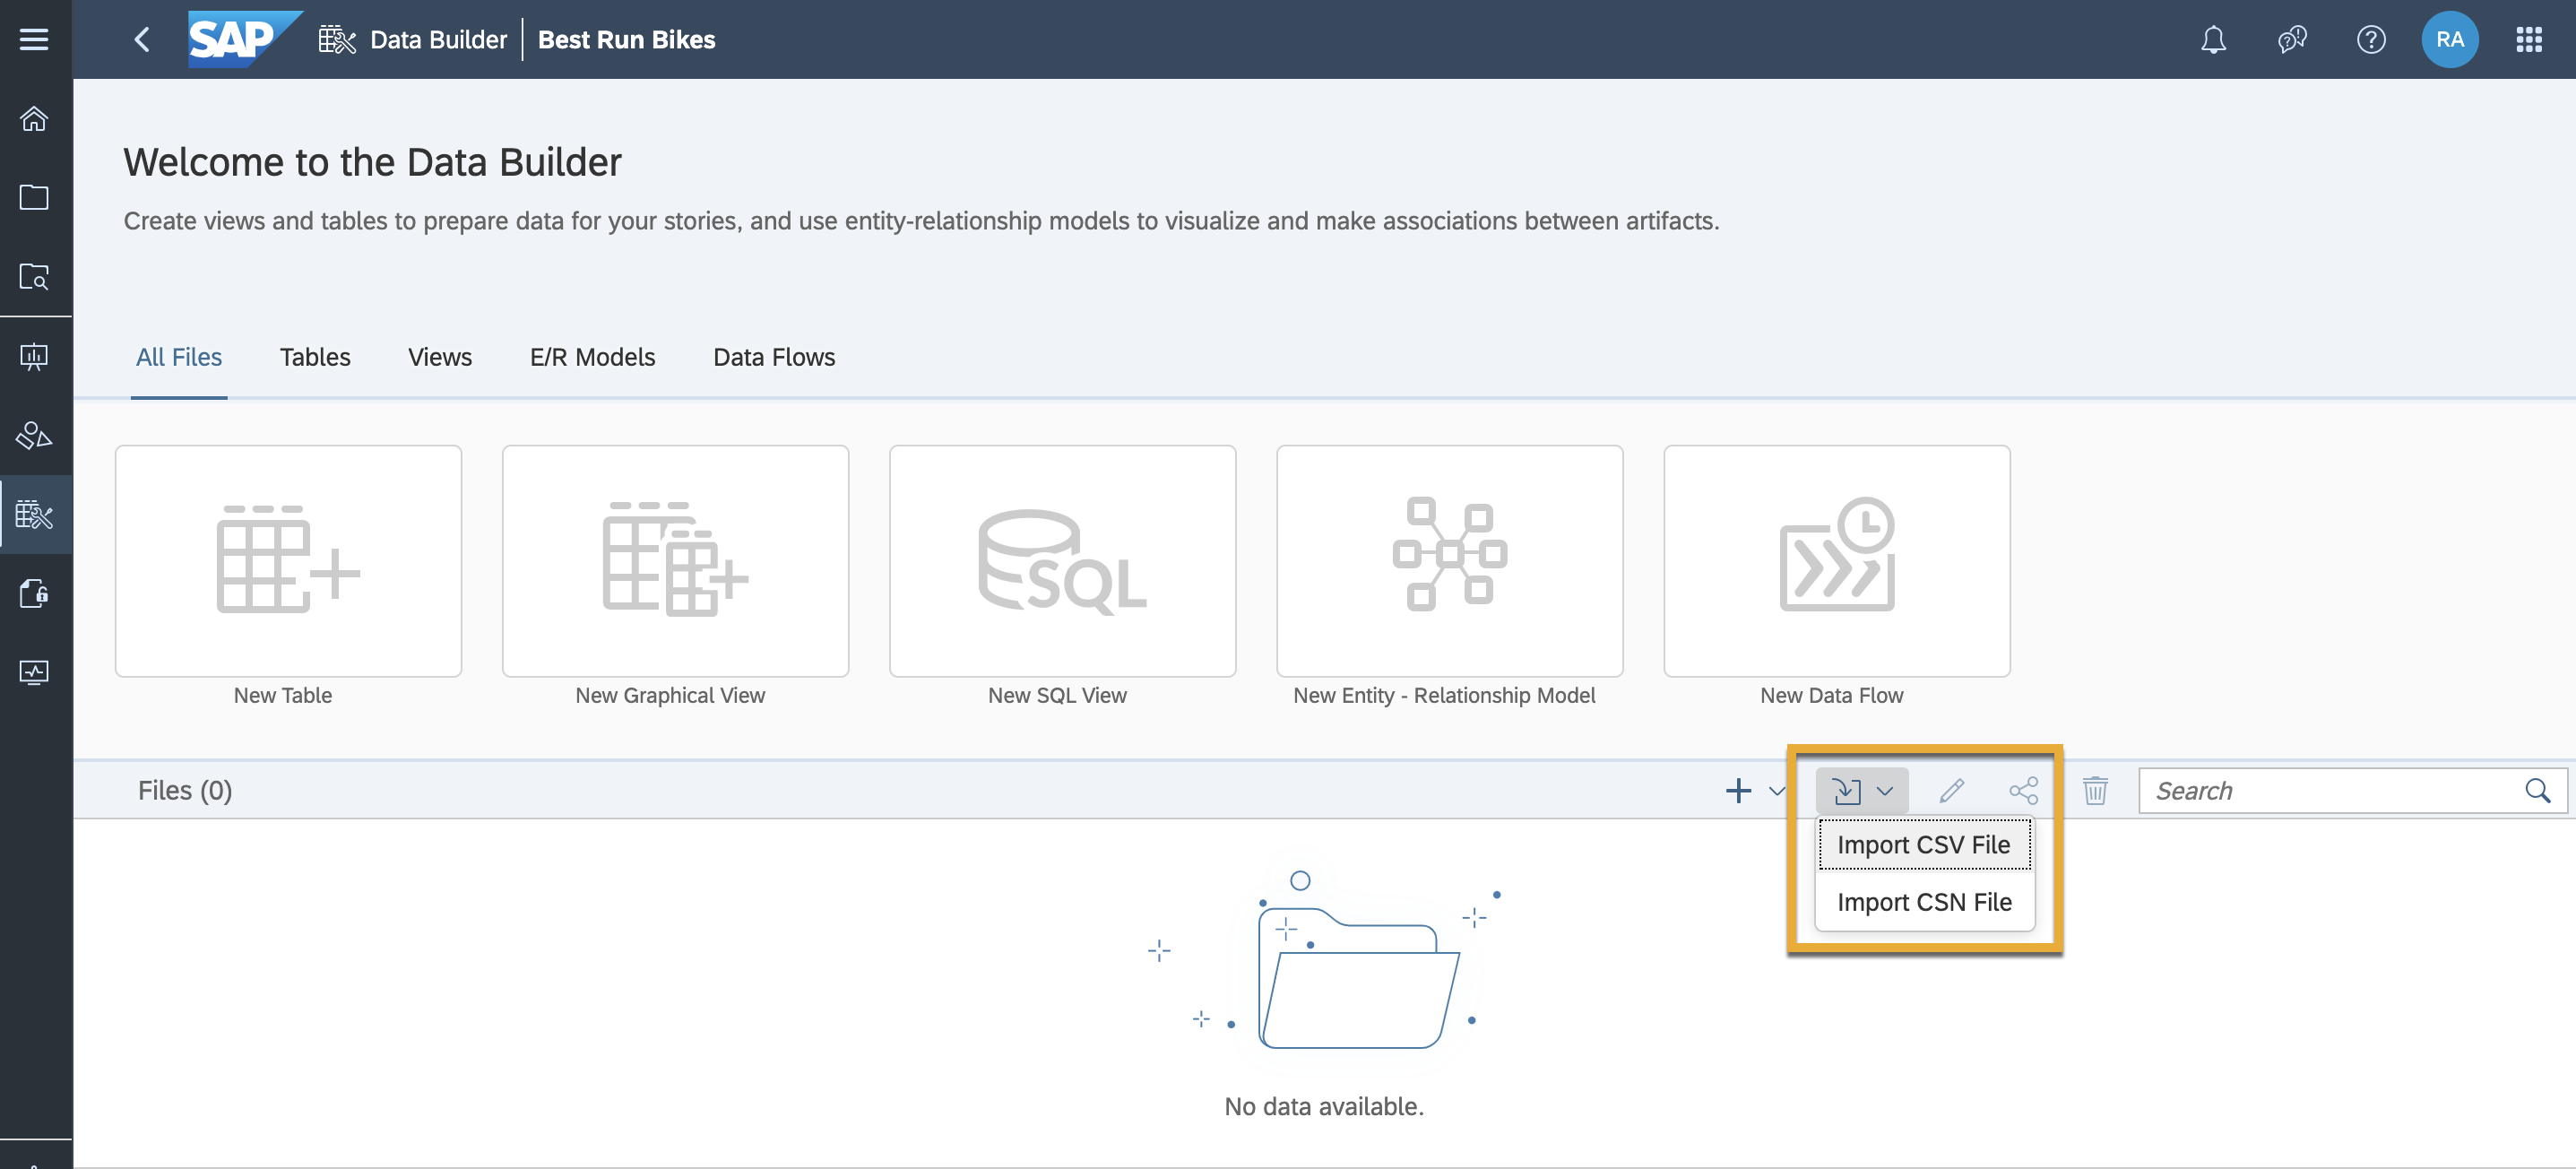 SAP Data Builder Best Run Bikes RA
Welcome to the Data Builder
Create views and tables to prepare data for your stories, and use entity-relationship models to visualize and make associations between artifacts.
All Files Tables Views E/R Models Data Flows
SQL
New Table New Graphical View New SQL View New Entity - Relationship Model New Data Flow
Files (0) Search
Import CSV File
Import CSN File
No data available.